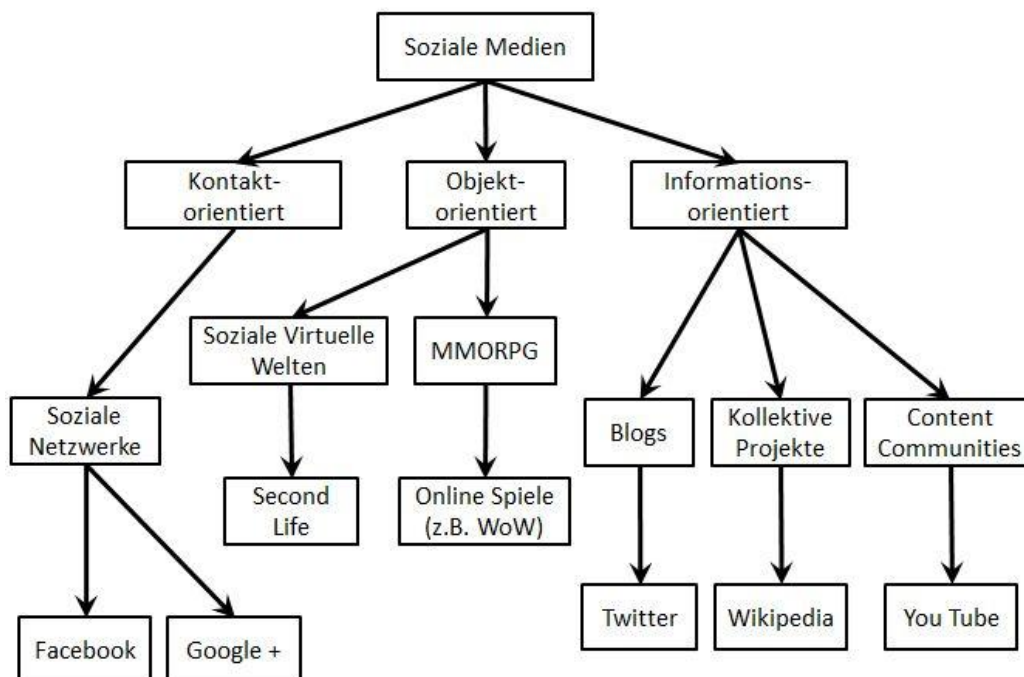 Soziale Medien
Kontakt-
orientiert
Objekt-
orientiert
Informations-
orientiert
Soziale Virtuelle
Welten
MMORPG
Soziale
Netzwerke
Blogs
Kollektive
Projekte
Content
Communities
Second
Life
Online Spiele
(z.B. WoW)
Twitter
Wikipedia
You Tube
Facebook
Google +